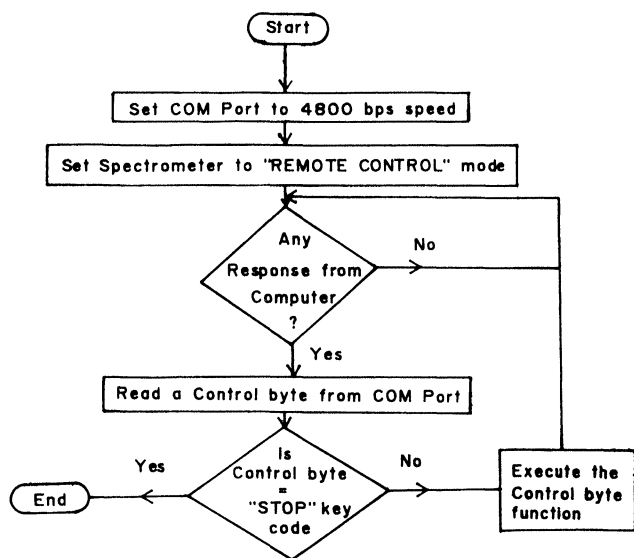 Start
Set COM Port to 4800 bps speed
Set Spectrometer to "REMOTE CONTROL" mode
Any
Response from
Computer
?
No
Yes
Read a Control byte from COM Port
Is
Control byte
=
"STOP" key
code
Yes
No
End
Execute the
Control byte
function